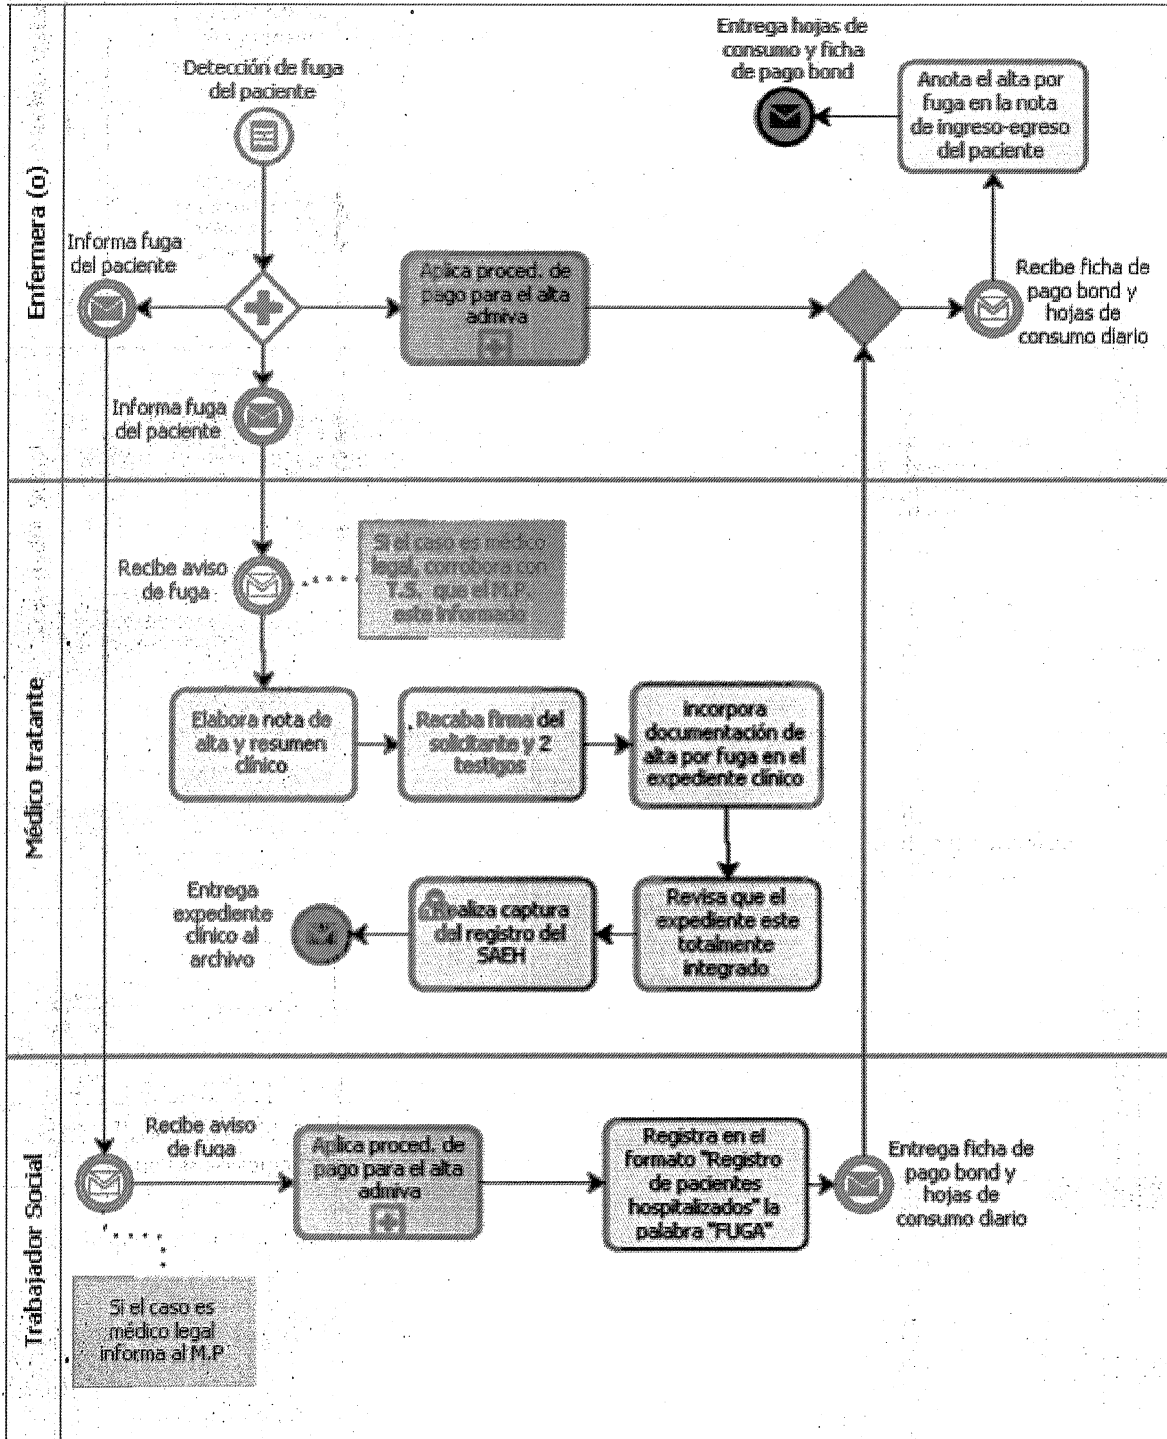 Enfermera (o)
Detección de fuga
del paciente
Entrega hojas de
consumo y ficha
de pago bond
Anota el alta por
fuga en la nota
de ingreso-egreso
del paciente
Informa fuga
del paciente
Aplica proced. de
pago para el alta
admiva
Recibe ficha de
pago bond y
hojas de
consumo diario
Informa fuga
del paciente
Médico tratante
Recibe aviso
de fuga
Si el caso es médico
legal, corrobora con
T.S. que el M.P.
este informado
Elabora nota de
alta y resumen
clínico
Recaba firma del
solicitante y 2
testigos
incorpora
documentación de
alta por fuga en el
expediente clínico
Entrega
expediente
clínico al
archivo
Realiza captura
del registro del
SAEH
Revisa que el
expediente este
totalmente
integrado
Trabajador Social
Recibe aviso
de fuga
Aplica proced. de
pago para el alta
admiva
Registra en el
formato "Registro
de pacientes
hospitalizados" la
palabra "FUGA"
Entrega ficha de
pago bond y
hojas de
consumo diario
Si el caso es
médico legal
informa al M.P